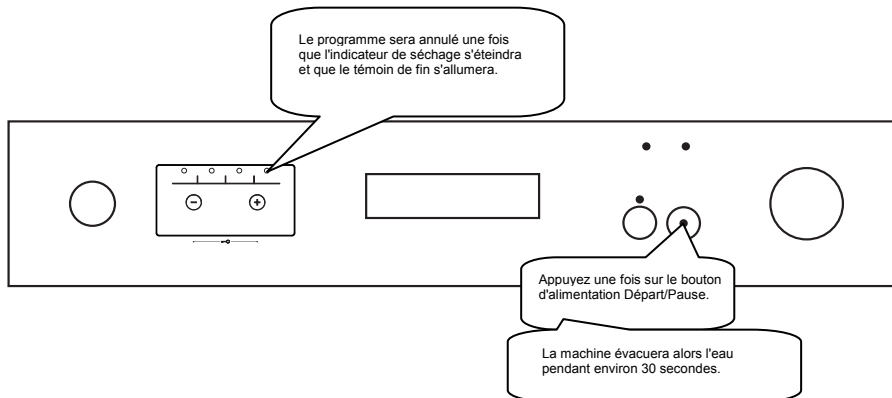 Le programme sera annulé une fois
que l'indicateur de séchage s'éteindra
et que le témoin de fin s'allumera.
Appuyez une fois sur le bouton
d'alimentation Départ/Pause.
La machine évacuera alors l'eau
pendant environ 30 secondes.